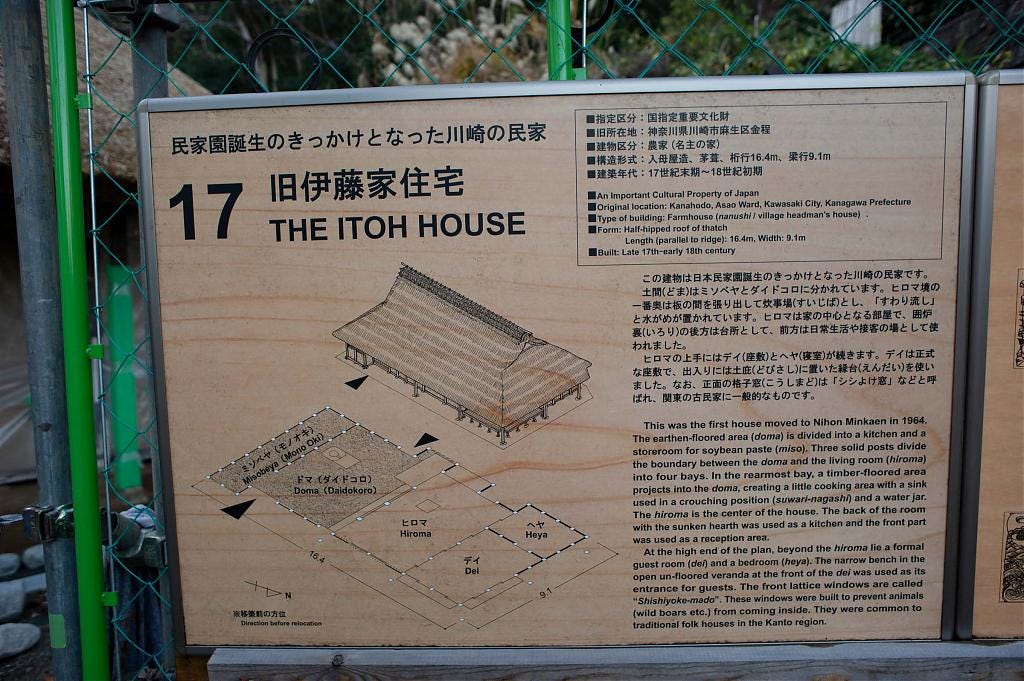 民家園誕生のきっかけとなった川崎の民家
17
旧伊藤家住宅
THE ITOH HOUSE
■指定区分：国指定重要文化財
■旧所在地：神奈川県川崎市麻生区金程
■建物区分：農家（名主の家）
■構造形式：入母屋造、茅葺、桁行16.4m、梁行9.1m
■建築年代：17世紀末期～18世紀初期
■An Important Cultural Property of Japan
■Original location: Kanahodo, Asao Ward, Kawasaki City, Kanagawa Prefecture
■Type of building: Farmhouse (nanushi / village headman's house) .
■Form: Half-hipped roof of thatch
Length (parallel to ridge): 16.4m, Width: 9.1m
■Built: Late 17th-early 18th century
この建物は日本民家園誕生のきっかけとなった川崎の民家です。
土間(どま)はミソベヤとダイドコロに分かれています。ヒロマ境の
一番奥は板の間を張り出して炊事場(すいじば)とし、「すわり流し」
と水がめが置かれています。ヒロマは家の中心となる部屋で、囲炉
裏(いろり)の後方は台所として、前方は日常生活や接客の場として使
われました。
ヒロマの上手にはデイ(座敷)とヘヤ(寝室)が続きます。デイは正式
な座敷で、出入りには土庇(どびさし)に置いた縁台(えんだい)を使い
ました。なお、正面の格子窓(こうしまど)は「シシよけ窓」などと呼
ばれ、関東の古民家に一般的なものです。
This was the first house moved to Nihon Minkaen in 1964.
The earthen-floored area (doma) is divided into a kitchen and a
storeroom for soybean paste (miso). Three solid posts divide
the boundary between the doma and the living room (hiroma)
into four bays. In the rearmost bay, a timber-floored area
projects into the doma, creating a little cooking area with a sink
used in a crouching position (suwari-nagashi) and a water jar.
The hiroma is the center of the house. The back of the room
with the sunken hearth was used as a kitchen and the front part
was used as a reception area.
At the high end of the plan, beyond the hiroma lie a formal
guest room (dei) and a bedroom (heya). The narrow bench in the
open un-floored veranda at the front of the dei was used as its
entrance for guests. The front lattice windows are called
"Shishiyoke-mado". These windows were built to prevent animals
(wild boars etc.) from coming inside. They were common to
traditional folk houses in the Kanto region.
ミソベヤ（モノオキ）
Misobeya (Mono Oki)
ドマ（ダイドコロ）
Doma (Daidokoro)
ヒロマ
Hiroma
ヘヤ
Heya
デイ
Dei
16.4
9.1
N
※移築前の方位
Direction before relocation